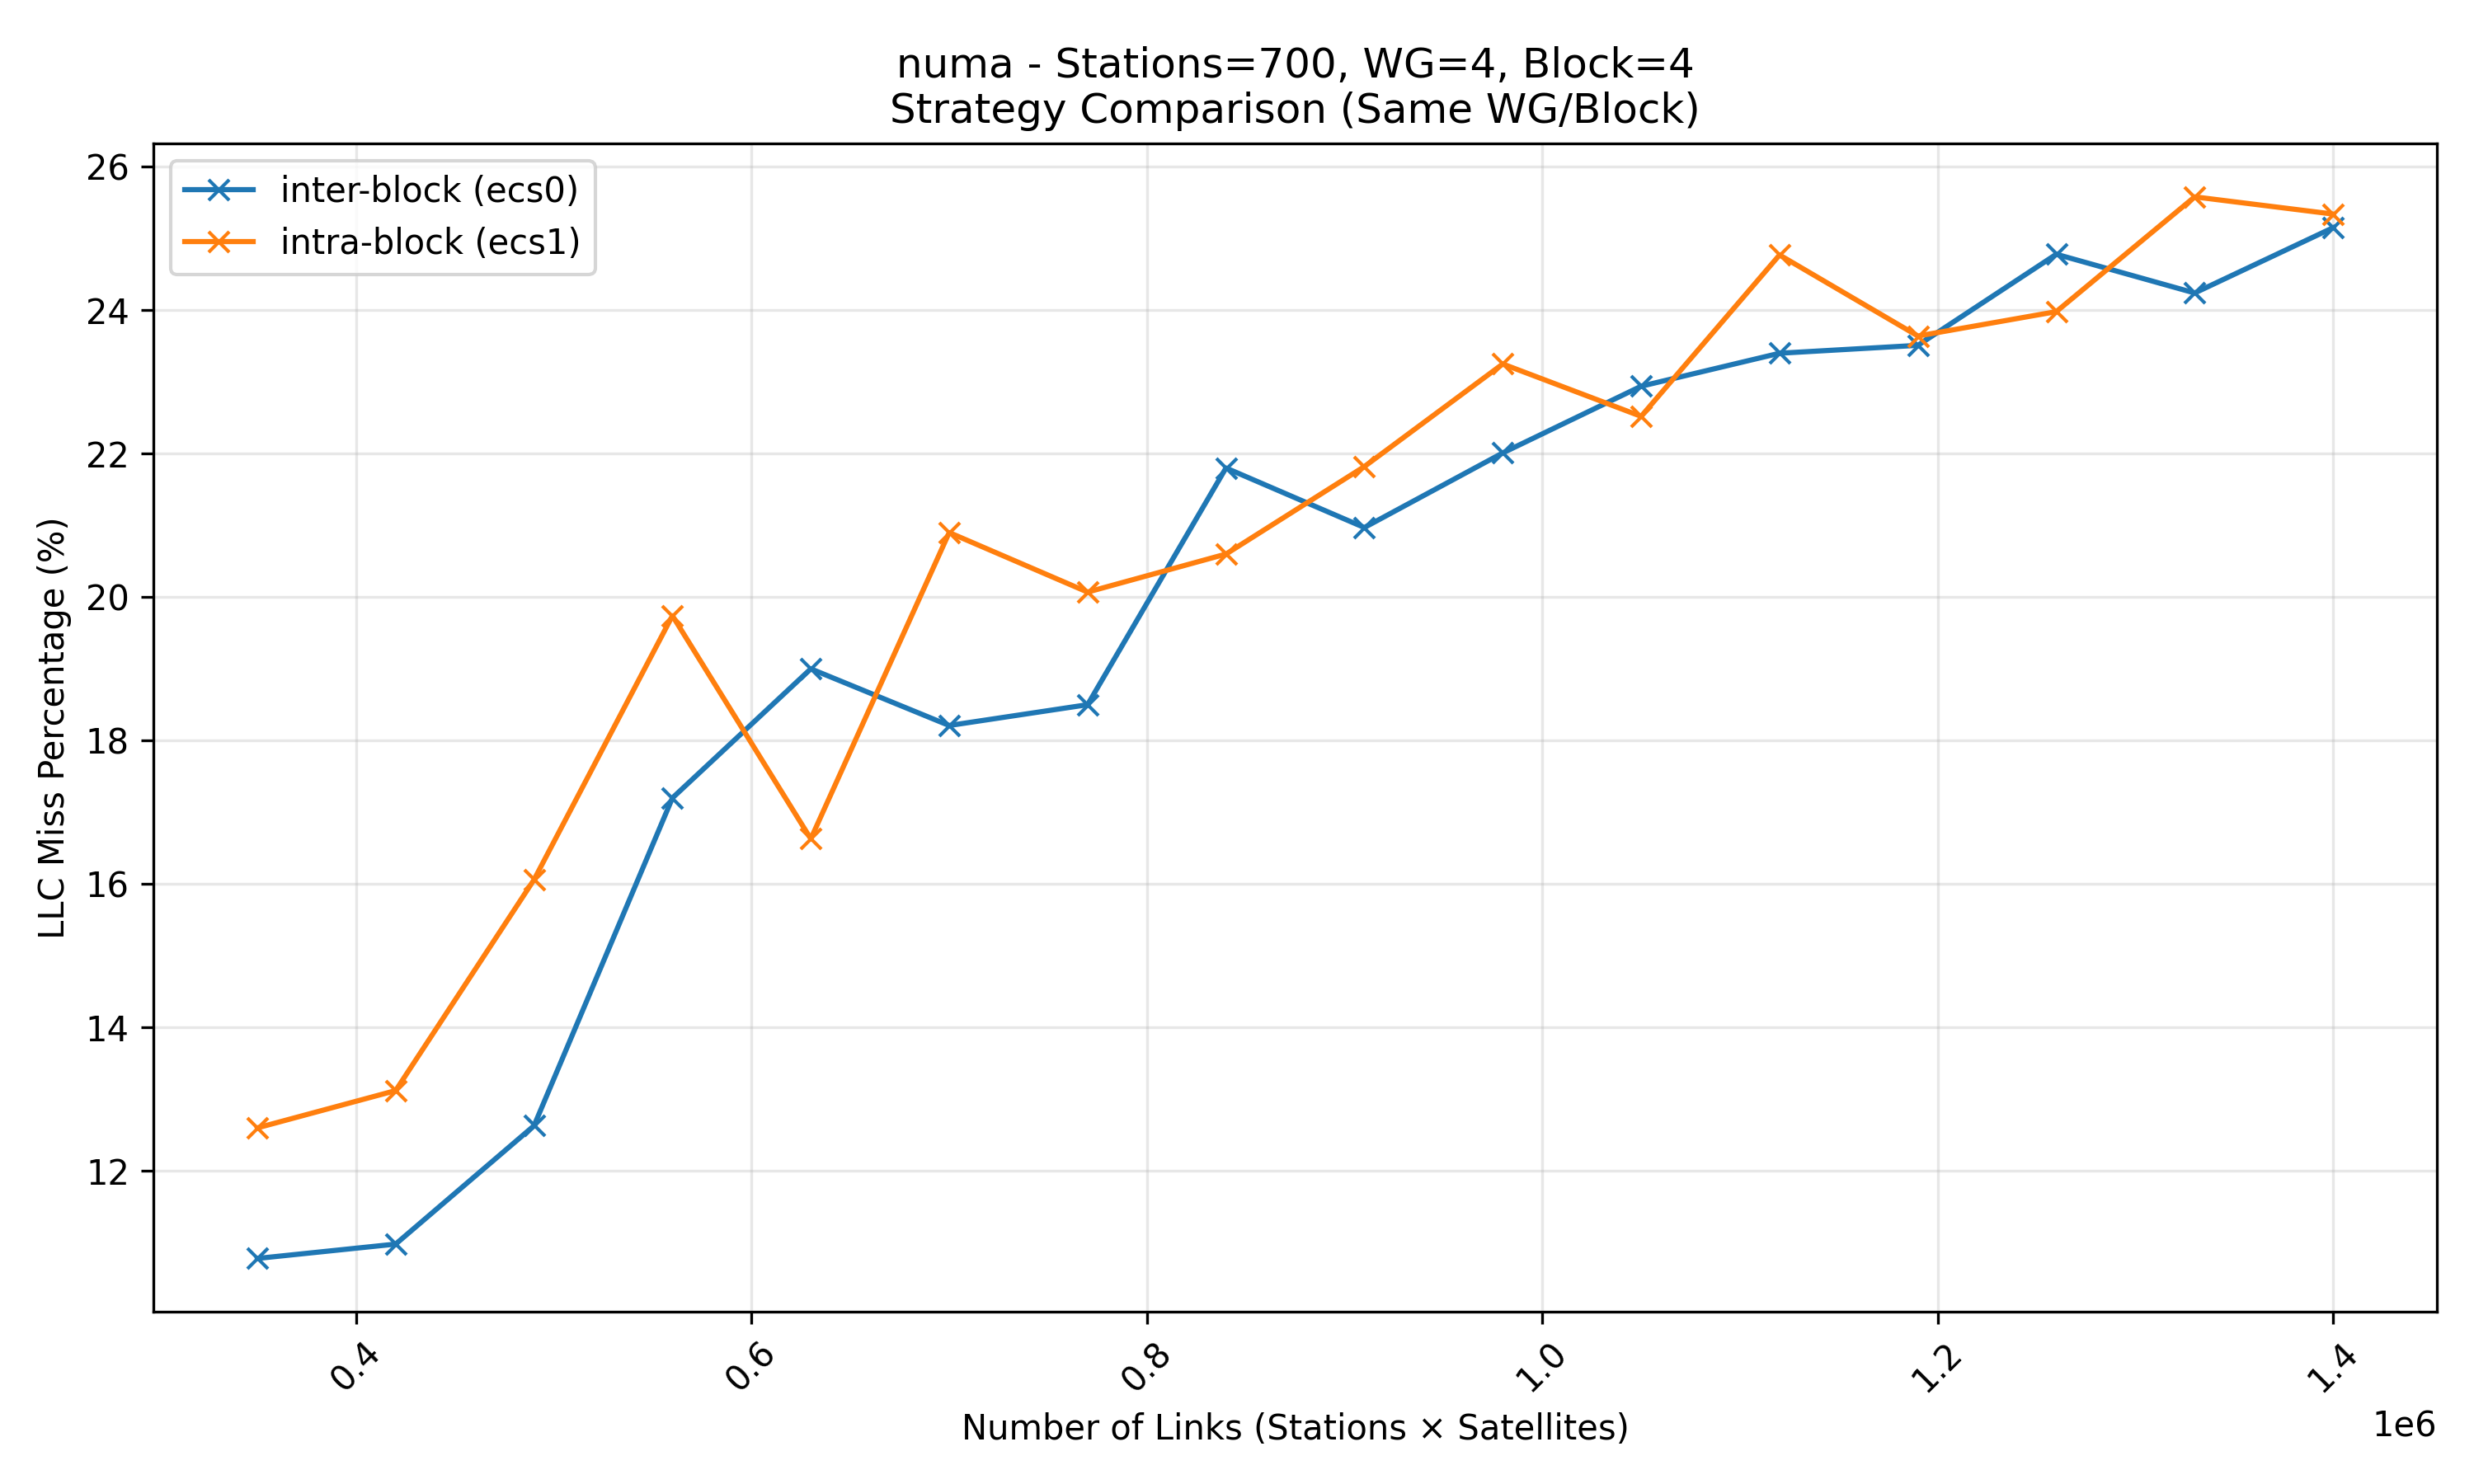 numa - Stations=700, WG=4, Block=4
Strategy Comparison (Same WG/Block)
inter-block (ecs0)
intra-block (ecs1)
LLC Miss Percentage (%)
26
24
22
20
18
16
14
12
0.4
0.6
0.8
1.0
1.2
1.4
1e6
Number of Links (Stations × Satellites)